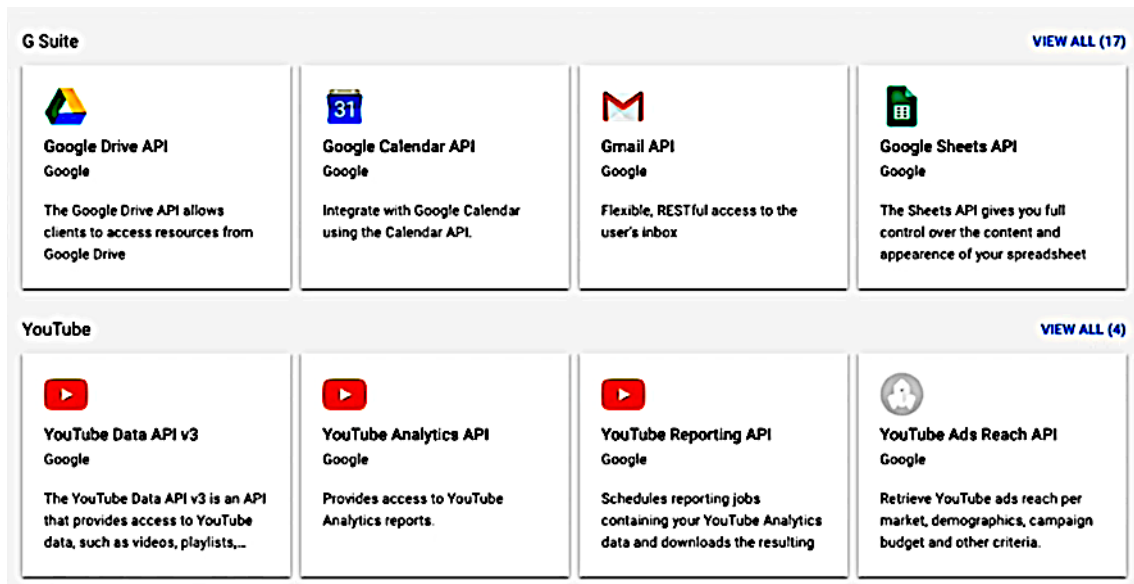 G Suite
VIEW ALL (17)
31
Google Drive API
Google
The Google Drive API allows
clients to access resources from
Google Drive
Google Calendar API
Google
Integrate with Google Calendar
using the Calendar API.
Gmail API
Google
Flexible, RESTful access to the
user's inbox
Google Sheets API
Google
The Sheets API gives you full
control over the content and
appearence of your spreadsheet
YouTube
VIEW ALL (4)
YouTube Data API v3
Google
The YouTube Data API v3 is an API
that provides access to YouTube
data, such as videos, playlists,...
YouTube Analytics API
Google
Provides access to YouTube
Analytics reports.
YouTube Reporting API
Google
Schedules reporting jobs
containing your YouTube Analytics
data and downloads the resulting
YouTube Ads Reach API
Google
Retrieve YouTube ads reach per
market, demographics, campaign
budget and other criteria.